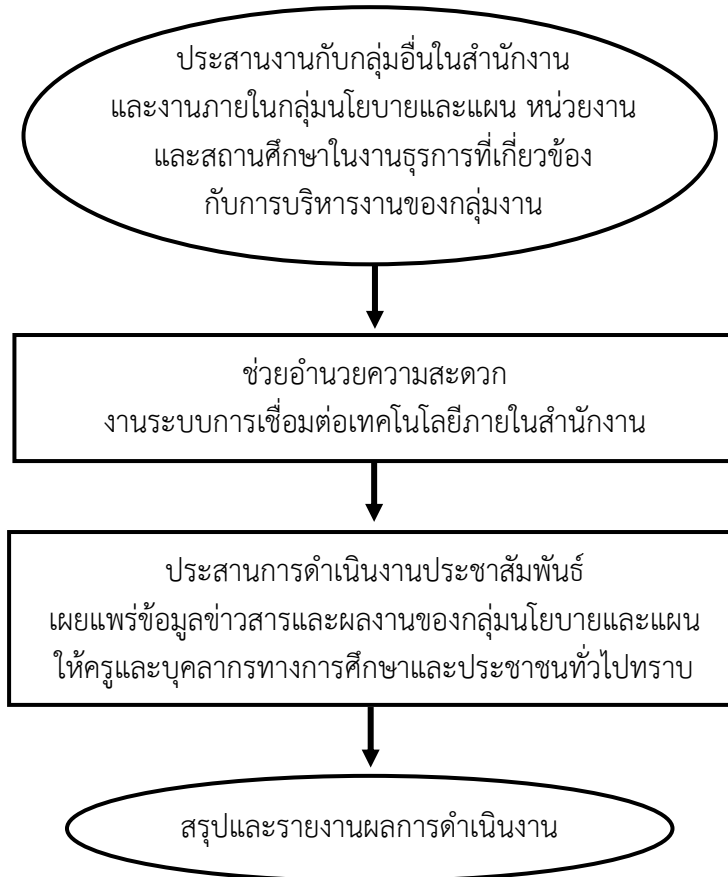 ประสานงานกับกลุ่มอื่นในสำนักงาน
และงานภายในกลุ่มนโยบายและแผน หน่วยงาน
และสถานศึกษาในงานธุรการที่เกี่ยวข้อง
กับการบริหารงานของกลุ่มงาน
ช่วยอำนวยความสะดวก
งานระบบการเชื่อมต่อเทคโนโลยีภายในสำนักงาน
ประสานการดำเนินงานประชาสัมพันธ์
เผยแพร่ข้อมูลข่าวสารและผลงานของกลุ่มนโยบายและแผน
ให้ครูและบุคลากรทางการศึกษาและประชาชนทั่วไปทราบ
สรุปและรายงานผลการดำเนินงาน